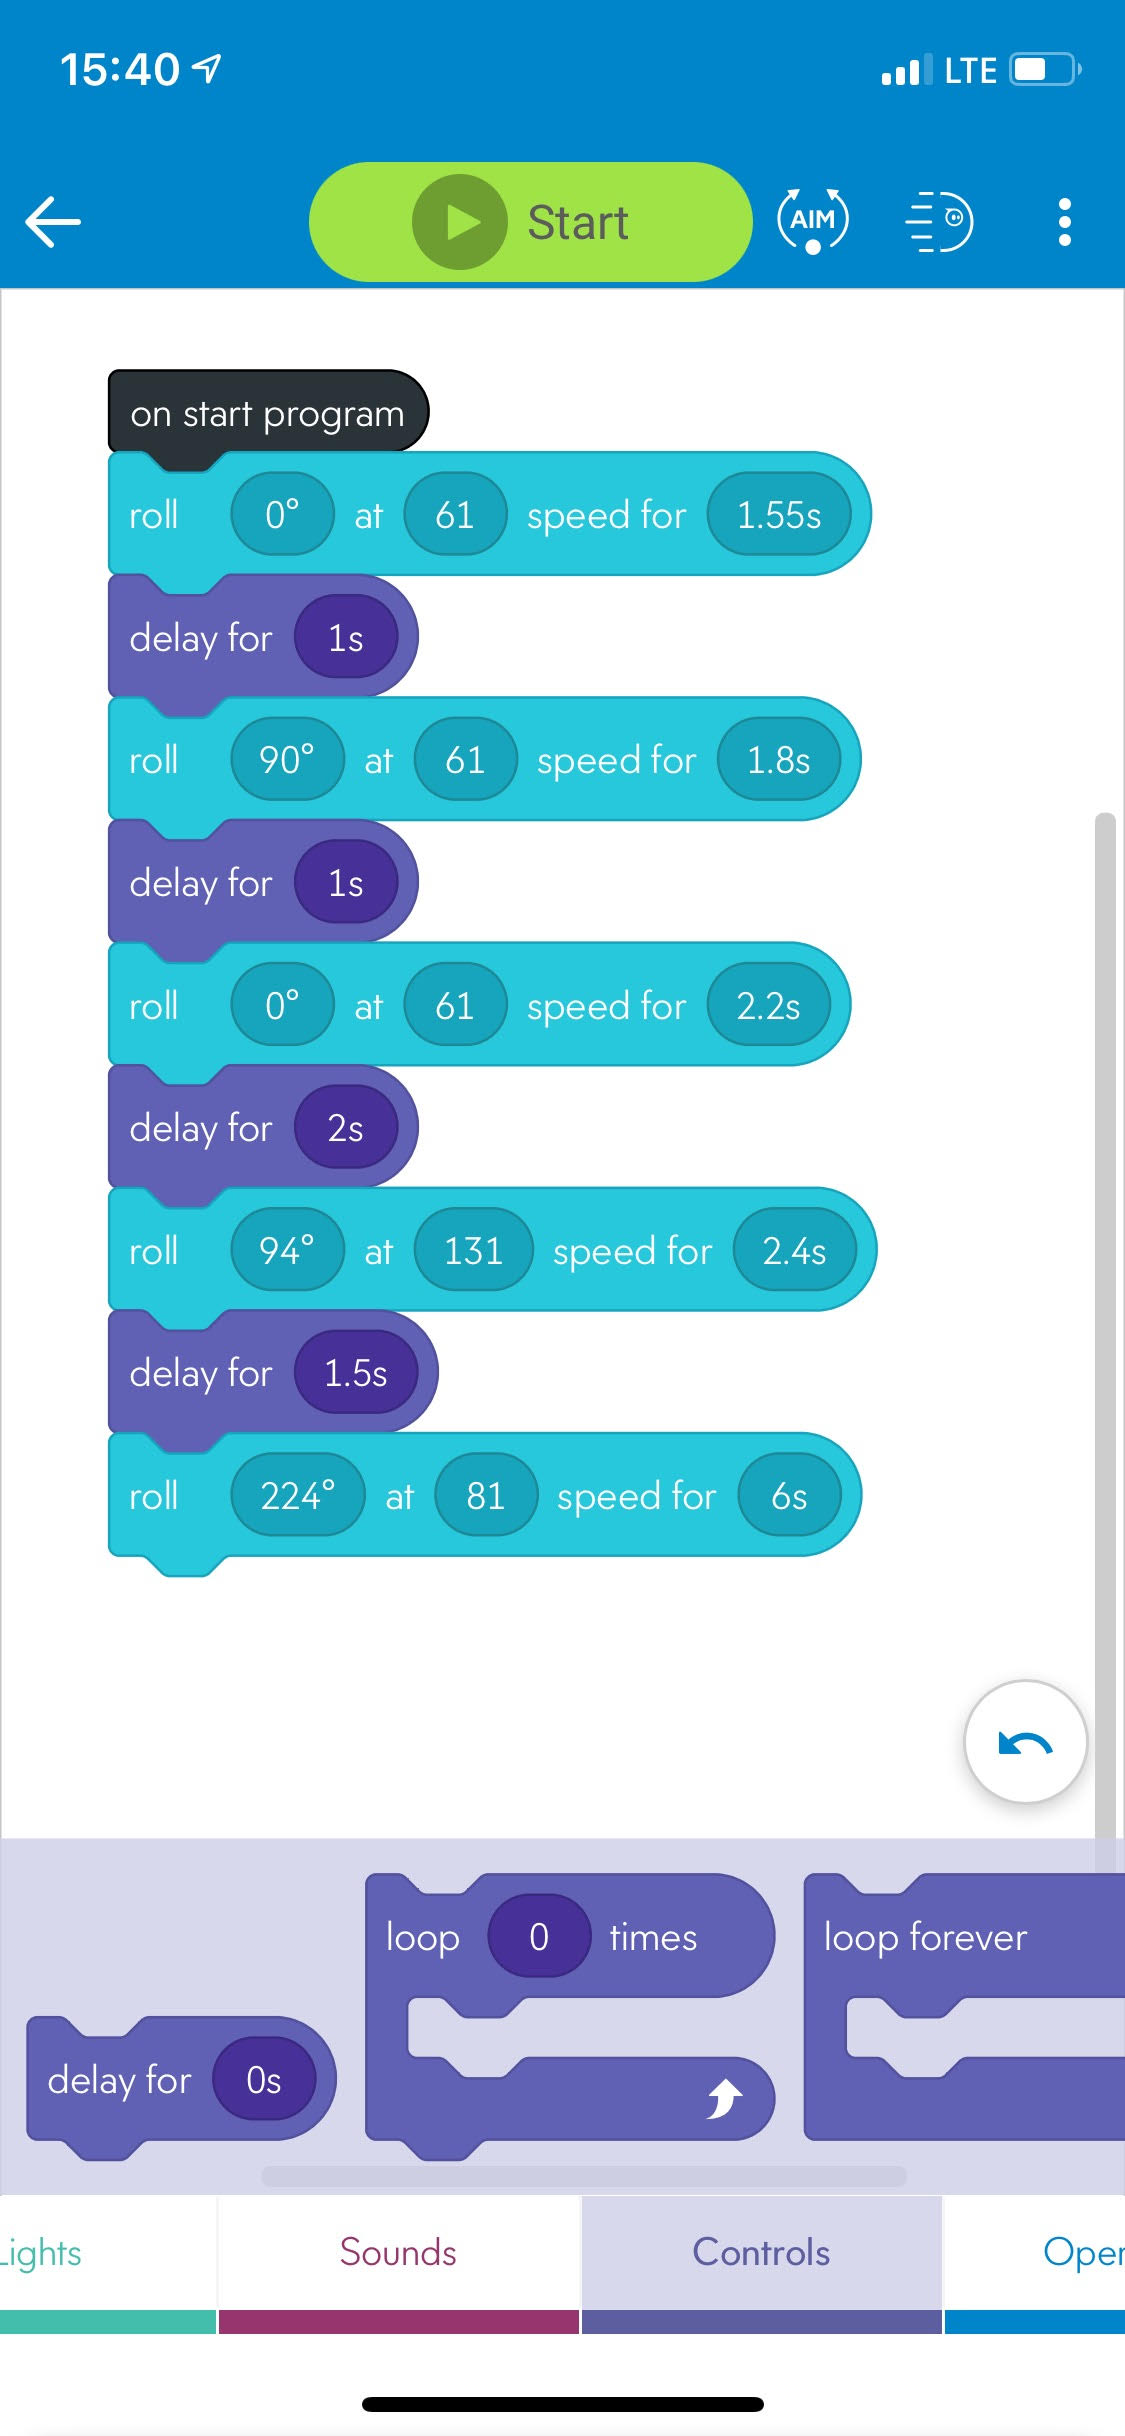 15:40 LTE
Start AIM
on start program
roll 0° at 61 speed for 1.55s
delay for 1s
roll 90° at 61 speed for 1.8s
delay for 1s
roll 0° at 61 speed for 2.2s
delay for 2s
roll 94° at 131 speed for 2.4s
delay for 1.5s
roll 224° at 81 speed for 6s
loop 0 times loop forever
delay for 0s
Lights Sounds Controls Oper